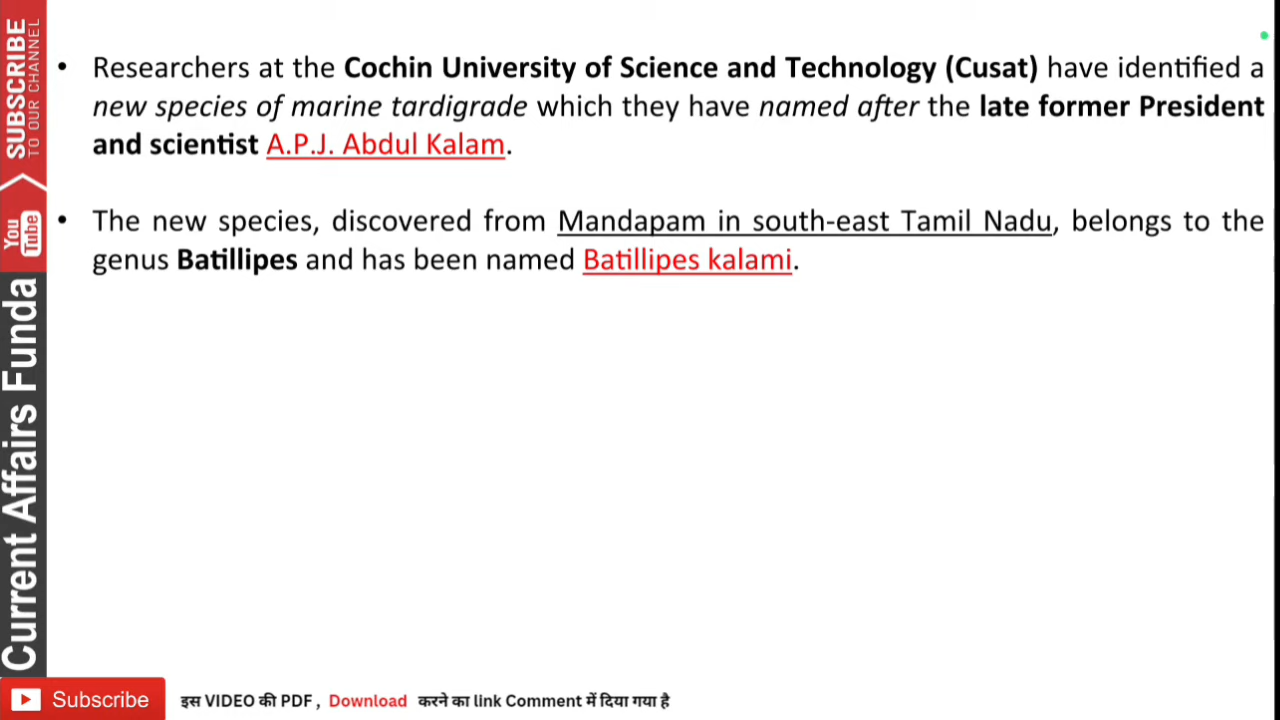 SUBSCRIBE
TO OUR CHANNEL
You
Tube
Current Affairs Funda
• Researchers at the Cochin University of Science and Technology (Cusat) have identified a
new species of marine tardigrade which they have named after the late former President
and scientist A.P.J. Abdul Kalam.
• The new species, discovered from Mandapam in south-east Tamil Nadu, belongs to the
genus Batillipes and has been named Batillipes kalami.
Subscribe इस VIDEO की PDF , Download करने का link Comment में दिया गया है